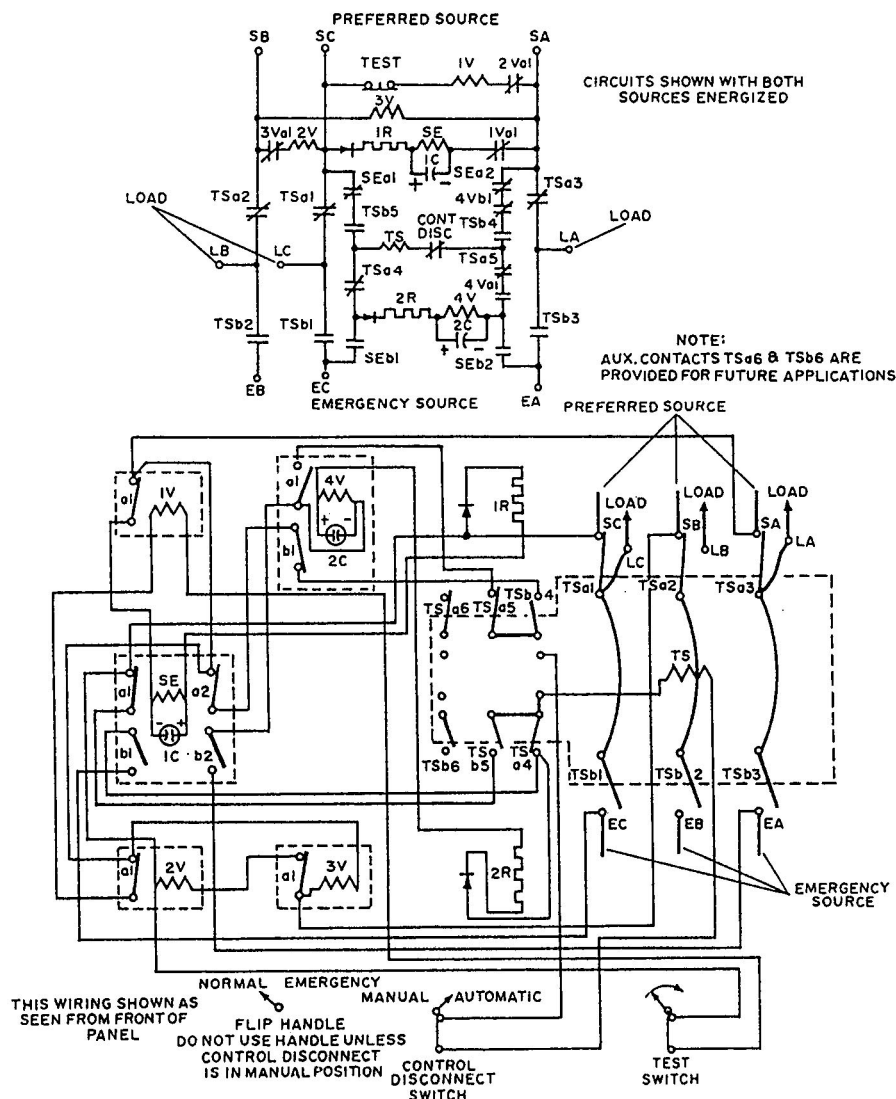 PREFERRED SOURCE
SB SC SA
TEST 1V 2Va1
CIRCUITS SHOWN WITH BOTH
SOURCES ENERGIZED
3V
3Va1 2V 1R SE 1Va1
1C
+ -
SEa1 SEa2
TSa2 TSa1 TSb5 4Vb1 TSa3
LOAD CONT TSb4 LOAD
TS DISC
LB LC TSa5 LA
TSa4 4Va1
2R 4V
TSb2 TSb1 2C TSb3
+ -
SEb1 SEb2
EB EC EA
EMERGENCY SOURCE
NOTE:
AUX. CONTACTS TSa6 & TSb6 ARE
PROVIDED FOR FUTURE APPLICATIONS
PREFERRED SOURCE
a1 1V
a1 4V
+ -
b1 2C
1R
SC LOAD SB LOAD SA LOAD
LC LB LA
TSa1 TSa2 TSa3
TS a6 TS a5 TSb 4
TS
a1 SE a2
- +
b1 1C b2
TSb6 TS b5 TS a4
TSb1 TSb 2 TSb3
EC EB EA
a1 2V a1 3V
2R
EMERGENCY
SOURCE
THIS WIRING SHOWN AS
SEEN FROM FRONT OF
PANEL
NORMAL EMERGENCY
FLIP HANDLE
DO NOT USE HANDLE UNLESS
CONTROL DISCONNECT
IS IN MANUAL POSITION
MANUAL AUTOMATIC
CONTROL
DISCONNECT
SWITCH
TEST
SWITCH